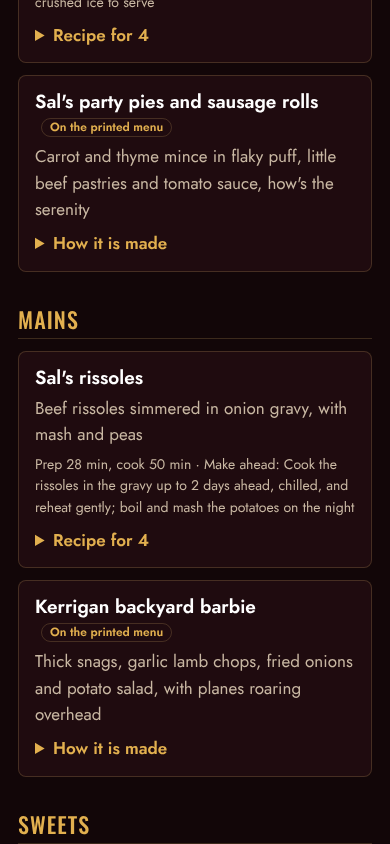 crushed ice to serve
Recipe for 4
Sal's party pies and sausage rolls
On the printed menu
Carrot and thyme mince in flaky puff, little
beef pastries and tomato sauce, how's the
serenity
How it is made
MAINS
Sal's rissoles
Beef rissoles simmered in onion gravy, with
mash and peas
Prep 28 min, cook 50 min · Make ahead: Cook the
rissoles in the gravy up to 2 days ahead, chilled, and
reheat gently; boil and mash the potatoes on the night
Recipe for 4
Kerrigan backyard barbie
On the printed menu
Thick snags, garlic lamb chops, fried onions
and potato salad, with planes roaring
overhead
How it is made
SWEETS